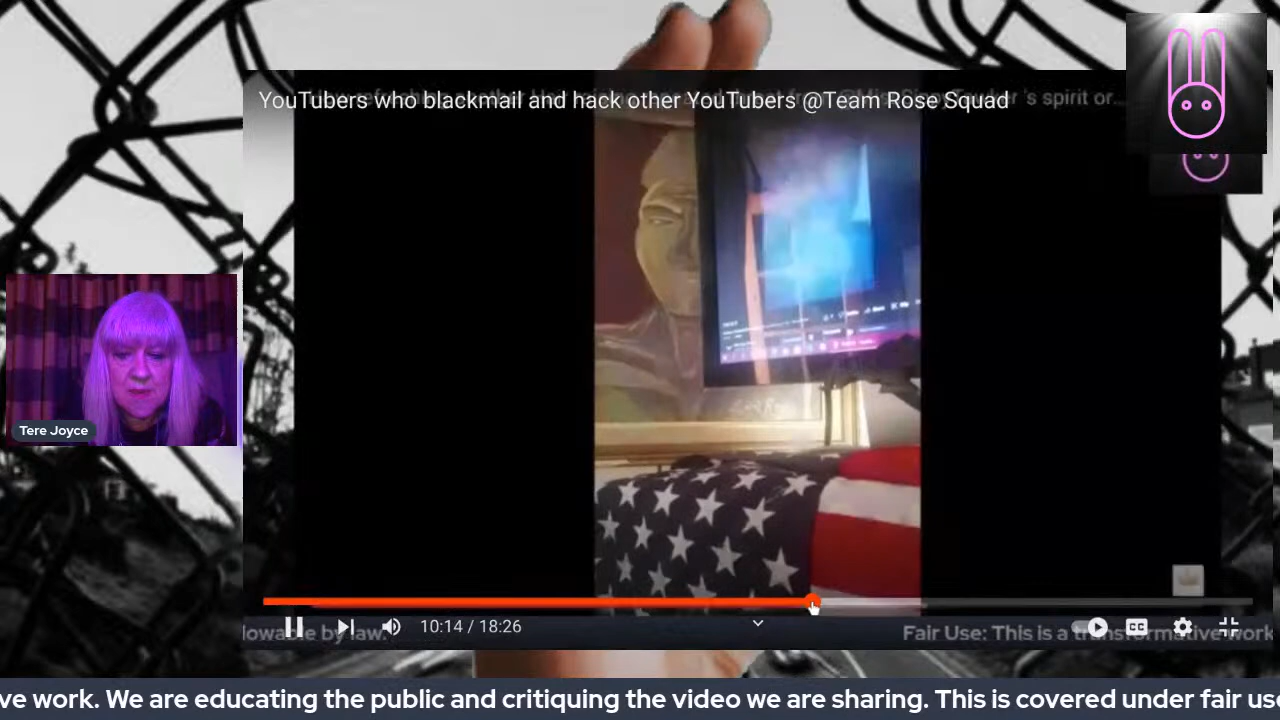 YouTubers who blackmail and hack other YouTubers @Team Rose Squad
's spirit or...
Tere Joyce
10:14 / 18:26
CC
lowable by law.
Fair Use: This is a transformative work
ve work. We are educating the public and critiquing the video we are sharing. This is covered under fair use